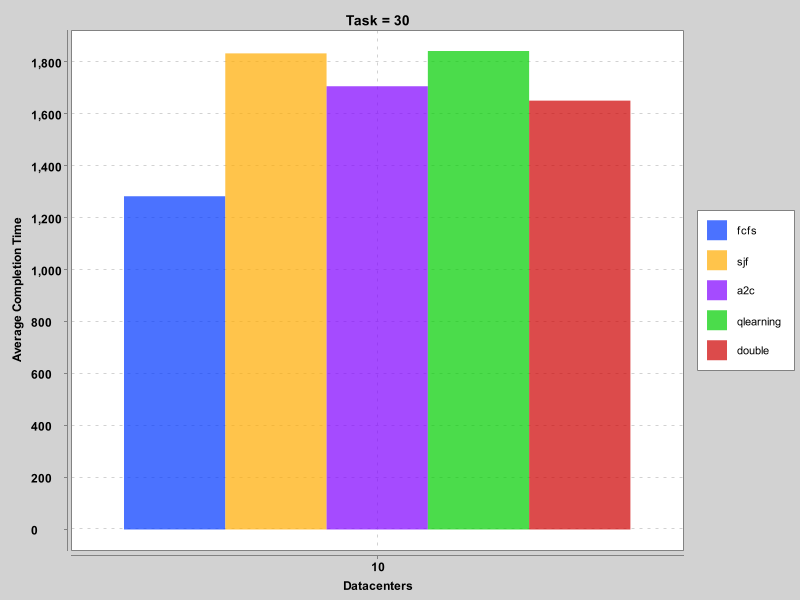 Task = 30
Average Completion Time
1,800
1,600
1,400
1,200
1,000
800
600
400
200
0
10
Datacenters
fcfs
sjf
a2c
qlearning
double